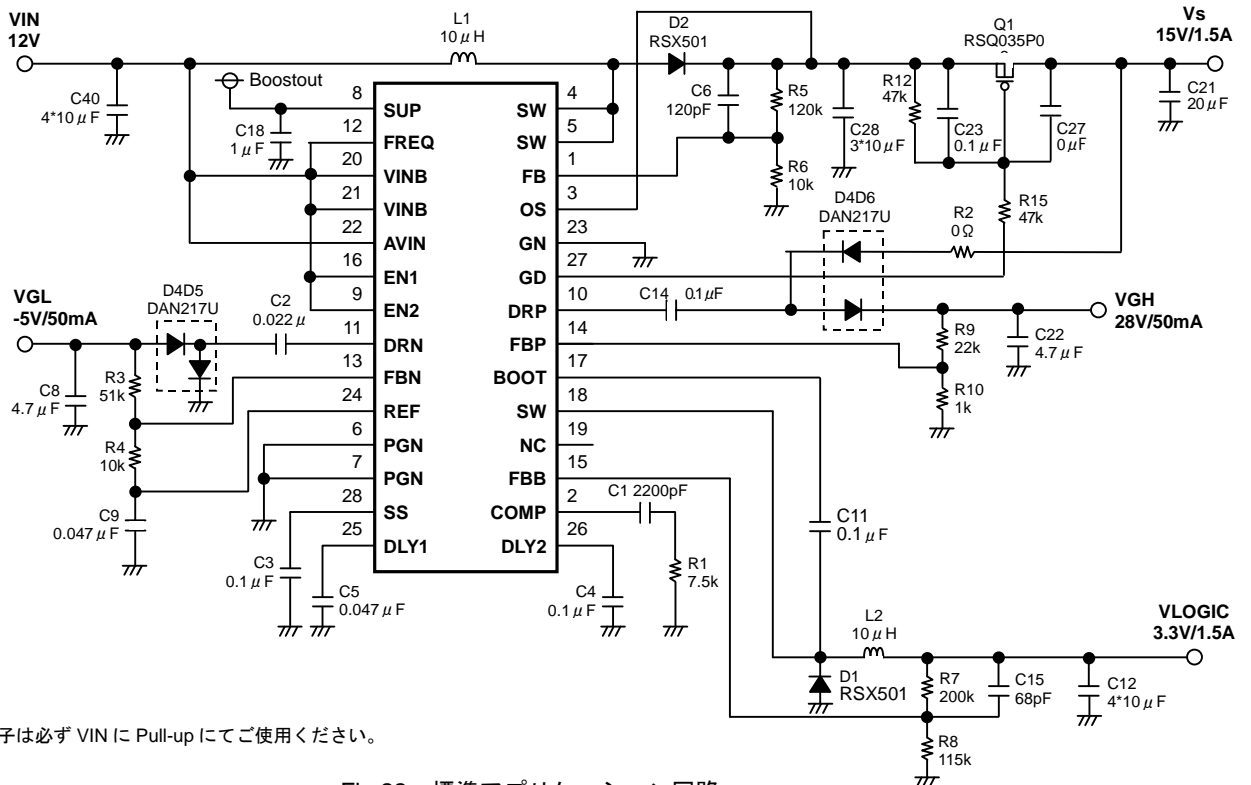 VIN
12V
L1
10μH
D2
RSX501
Q1
RSQ035P0
Vs
15V/1.5A
Boostout
C40
4*10μF
C18
1μF
C6
120pF
R5
120k
C28
3*10μF
R12
47k
C23
0.1μF
C27
0μF
C21
20μF
R6
10k
8
SUP
12
FREQ
20
VINB
21
VINB
22
AVIN
16
EN1
9
EN2
11
DRN
13
FBN
24
REF
6
PGN
7
PGN
28
SS
25
DLY1
4
SW
5
SW
1
FB
3
OS
23
GN
27
GD
10
DRP
14
FBP
17
BOOT
18
SW
19
NC
15
FBB
2
COMP
26
DLY2
D4D6
DAN217U
R2
0Ω
R15
47k
C14
0.1μF
VGH
28V/50mA
R9
22k
C22
4.7μF
R10
1k
VGL
-5V/50mA
D4D5
DAN217U
C2
0.022μ
C8
4.7μF
R3
51k
R4
10k
C9
0.047μF
C3
0.1μF
C5
0.047μF
C1 2200pF
R1
7.5k
C4
0.1μF
C11
0.1μF
L2
10μH
VLOGIC
3.3V/1.5A
D1
RSX501
R7
200k
C15
68pF
C12
4*10μF
R8
115k
子は必ず VIN に Pull-up にてご使用ください。